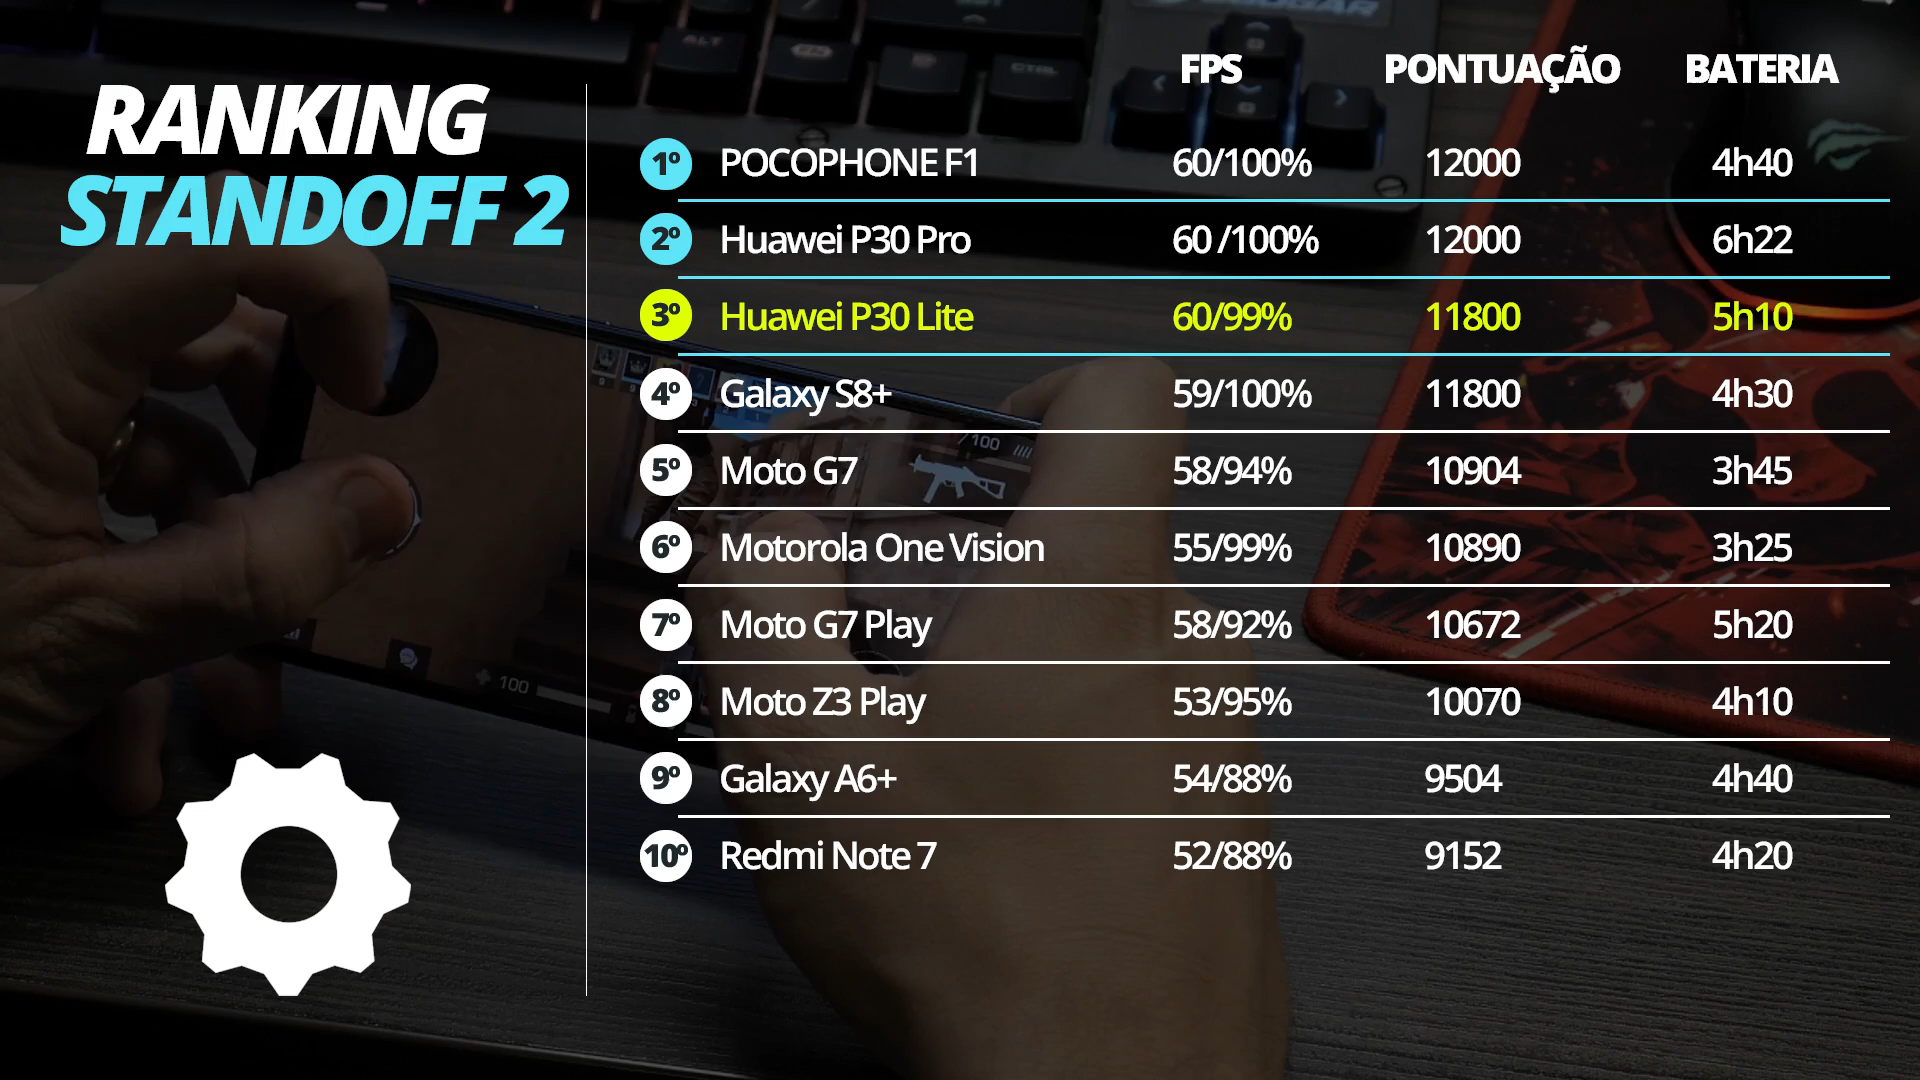 RANKING
STANDOFF 2
FPS PONTUAÇÃO BATERIA
1º POCOPHONE F1 60/100% 12000 4h40
2º Huawei P30 Pro 60 /100% 12000 6h22
3º Huawei P30 Lite 60/99% 11800 5h10
4º Galaxy S8+ 59/100% 11800 4h30
5º Moto G7 58/94% 10904 3h45
6º Motorola One Vision 55/99% 10890 3h25
7º Moto G7 Play 58/92% 10672 5h20
8º Moto Z3 Play 53/95% 10070 4h10
9º Galaxy A6+ 54/88% 9504 4h40
10º Redmi Note 7 52/88% 9152 4h20
ALT
CTRL
/100
100